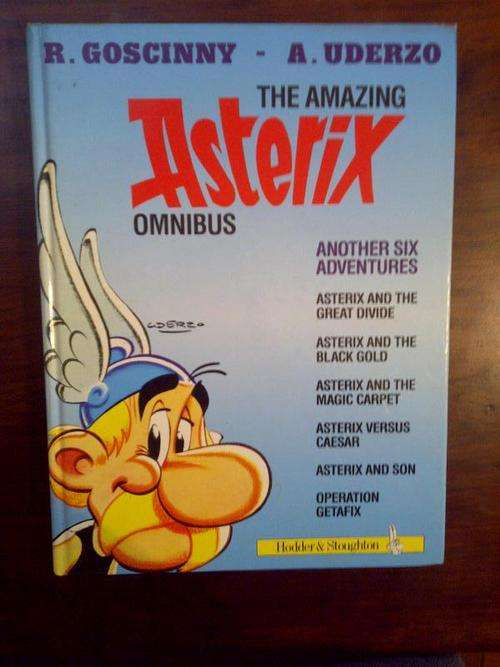 R. GOSCINNY - A. UDERZO
THE AMAZING
Asterix
OMNIBUS
ANOTHER SIX
ADVENTURES
ASTERIX AND THE
GREAT DIVIDE
ASTERIX AND THE
BLACK GOLD
ASTERIX AND THE
MAGIC CARPET
ASTERIX VERSUS
CAESAR
ASTERIX AND SON
OPERATION
GETAFIX
UDERZO
Hodder & Stoughton